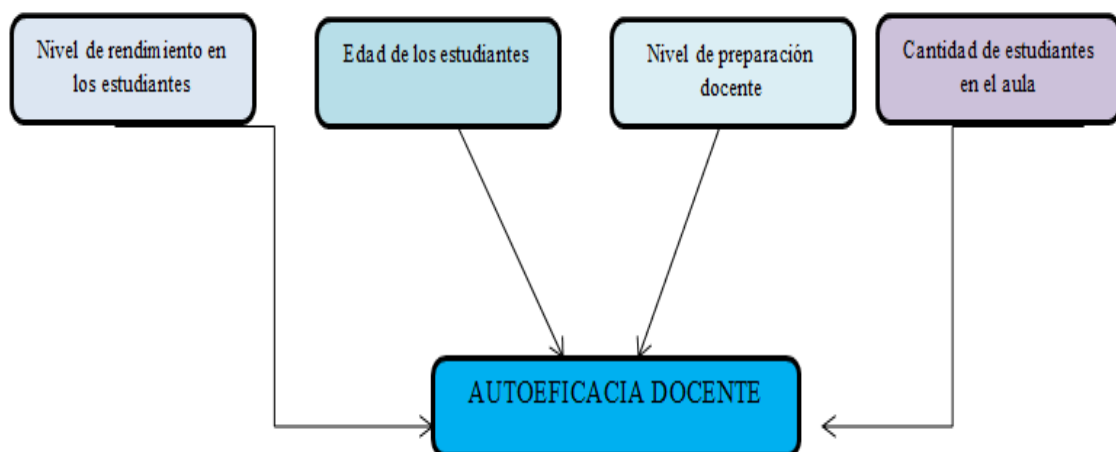 Nivel de rendimiento en
los estudiantes
Edad de los estudiantes
Nivel de preparación
docente
Cantidad de estudiantes
en el aula
AUTOEFICACIA DOCENTE